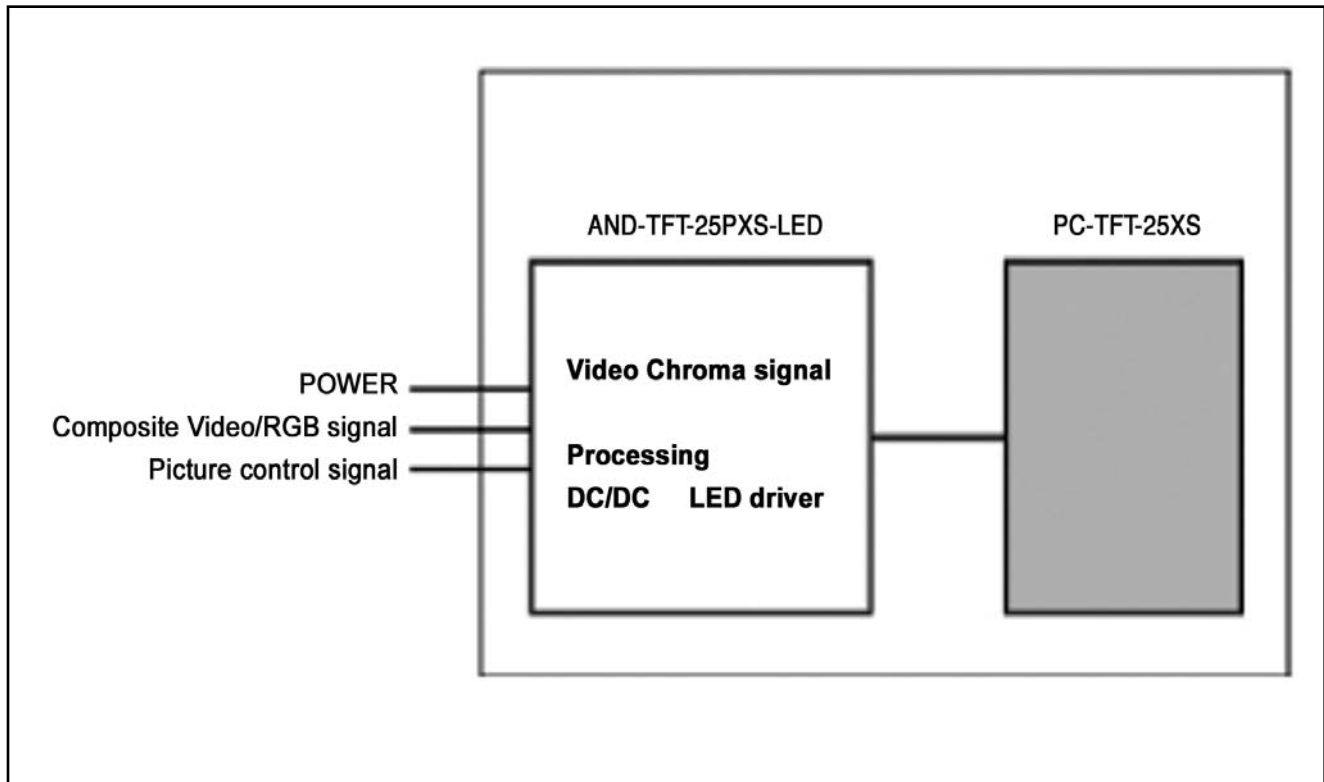 AND-TFT-25PXS-LED
PC-TFT-25XS
POWER
Composite Video/RGB signal
Picture control signal
Video Chroma signal
Processing
DC/DC LED driver